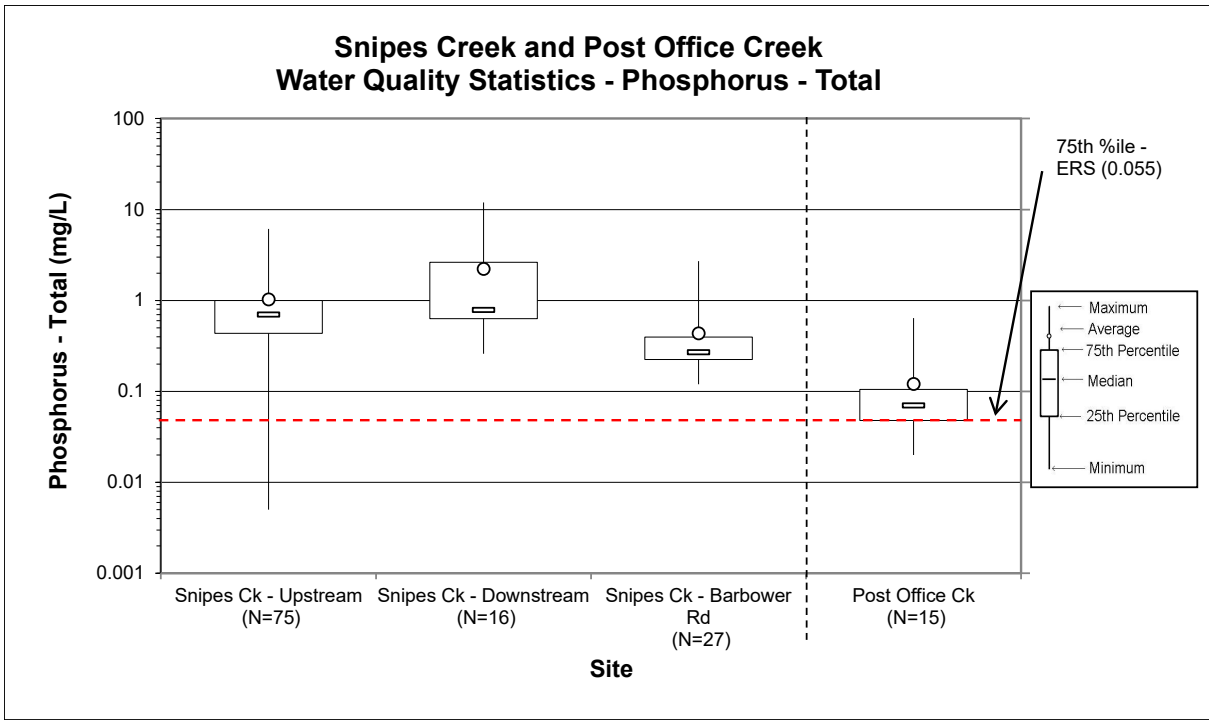 Snipes Creek and Post Office Creek
Water Quality Statistics - Phosphorus - Total
Phosphorus - Total (mg/L)
100
10
1
0.1
0.01
0.001
75th %ile -
ERS (0.055)
Maximum
Average
75th Percentile
Median
25th Percentile
Minimum
Snipes Ck - Upstream
(N=75)
Snipes Ck - Downstream
(N=16)
Snipes Ck - Barbower
Rd
(N=27)
Post Office Ck
(N=15)
Site